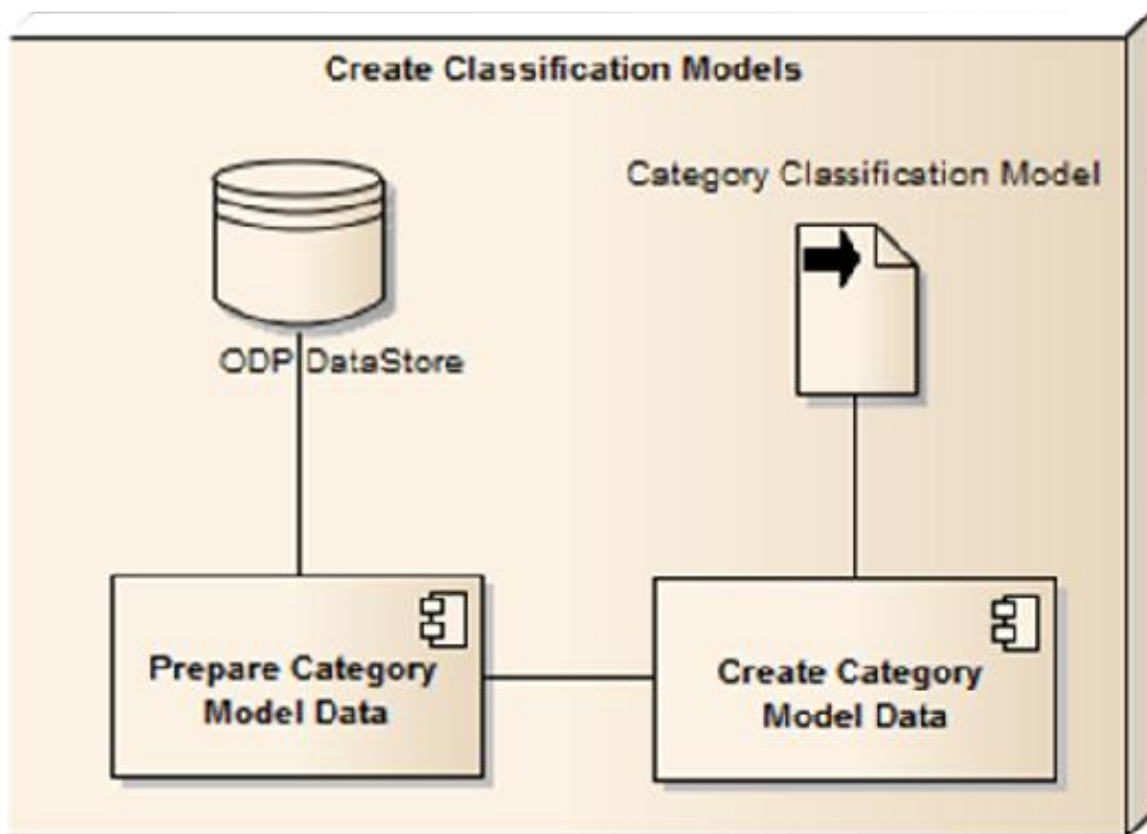 Create Classification Models
Category Classification Model
ODP DataStore
Prepare Category
Model Data
Create Category
Model Data